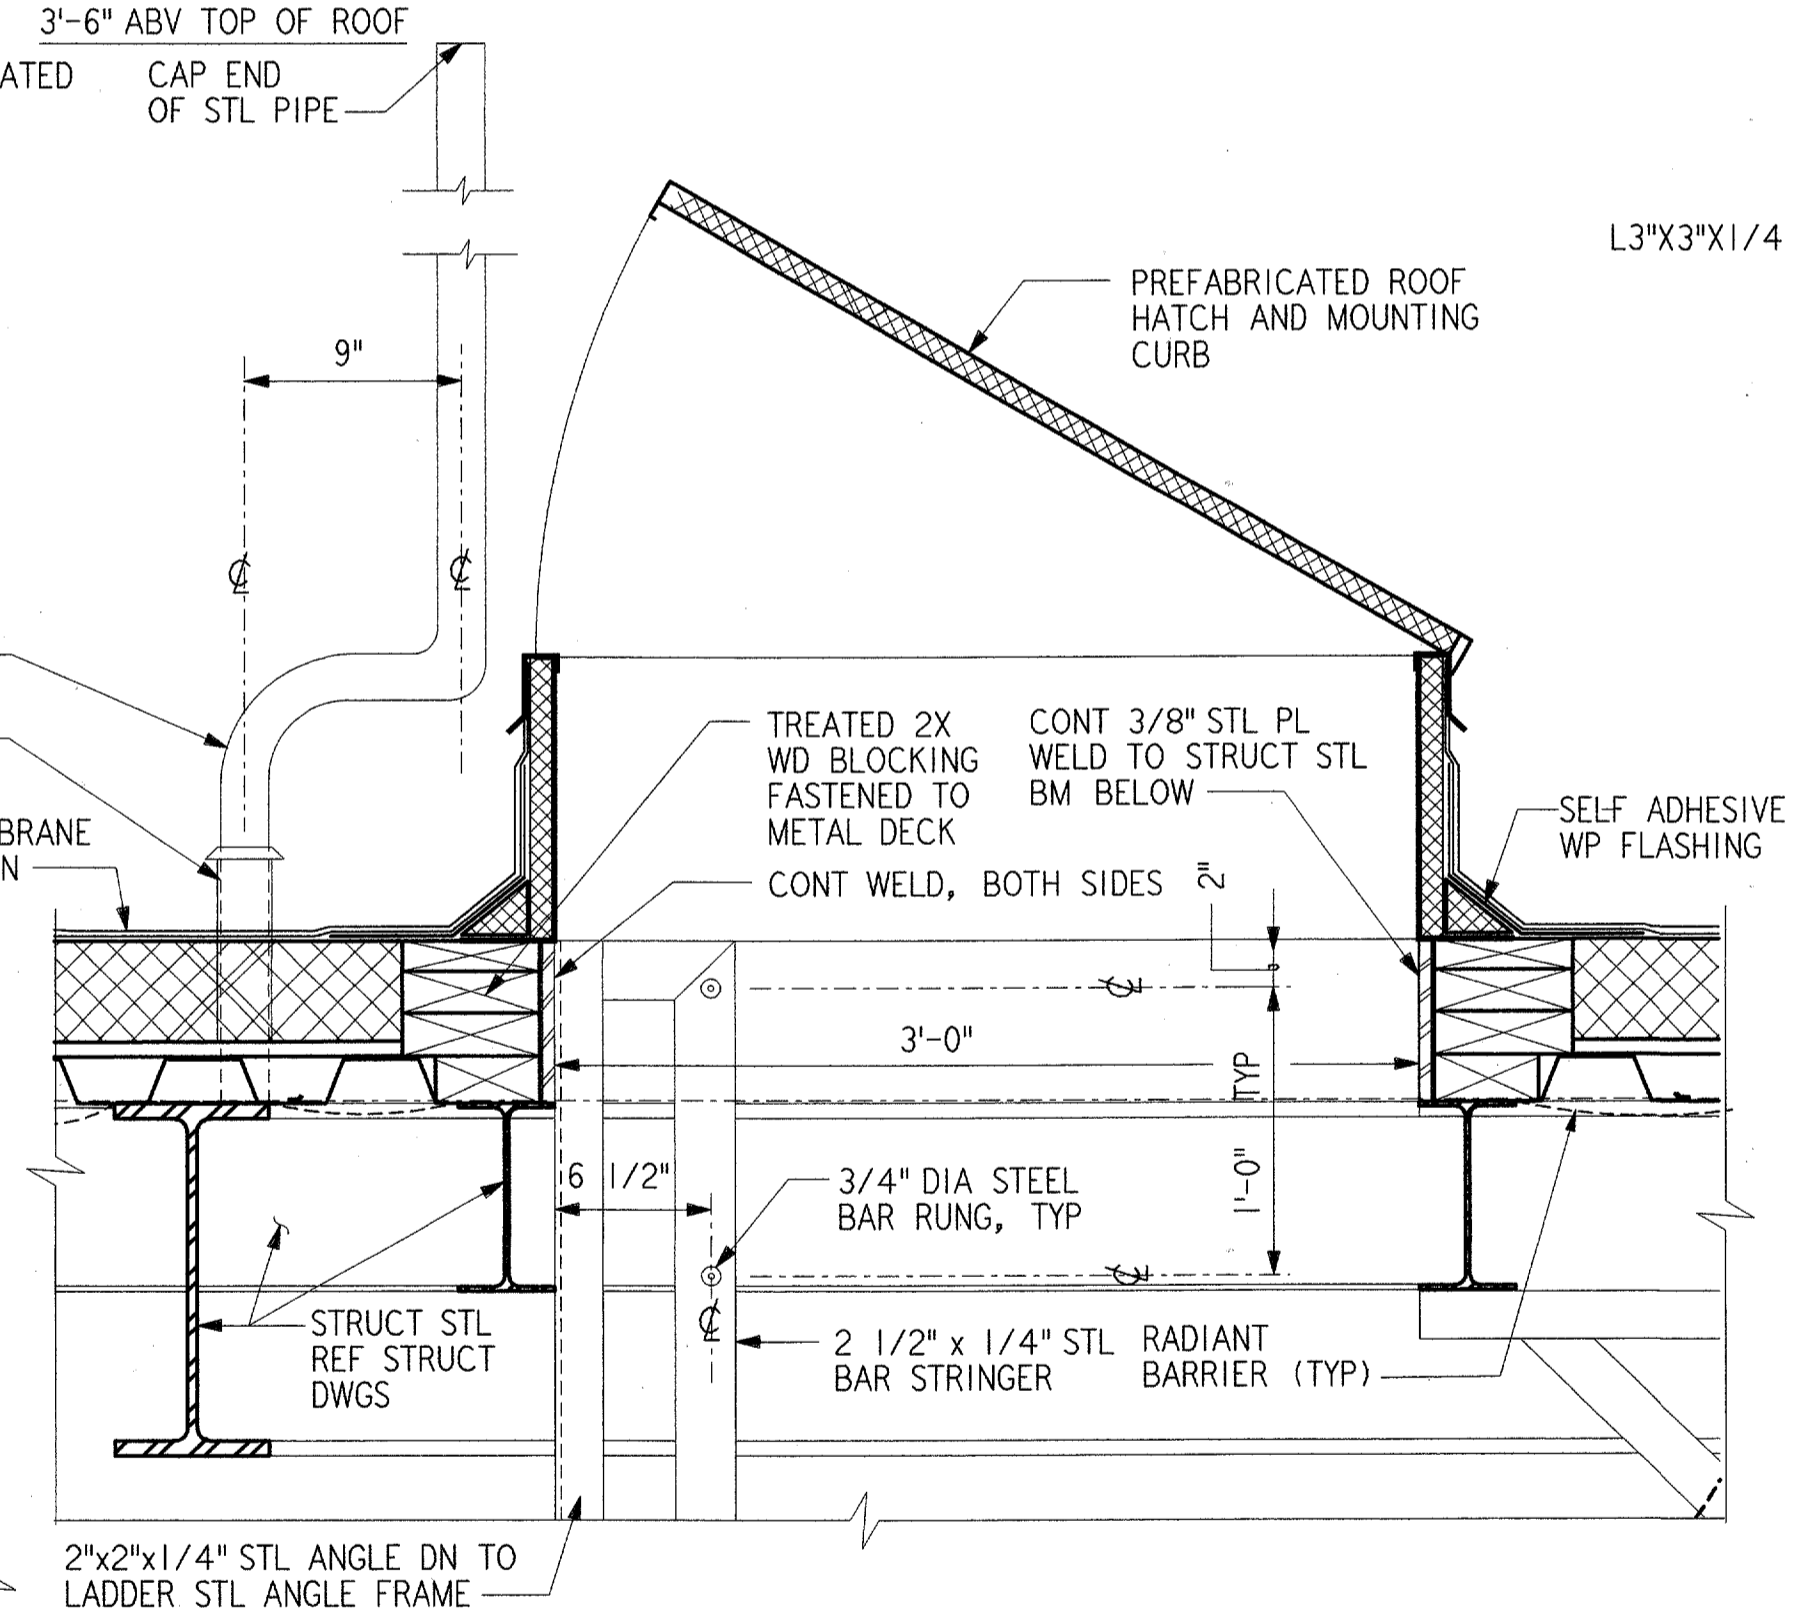 3'-6" ABV TOP OF ROOF
ATED
CAP END
OF STL PIPE
L3"X3"X1/4
PREFABRICATED ROOF
HATCH AND MOUNTING
CURB
9"
℄
℄
TREATED 2X
WD BLOCKING
FASTENED TO
METAL DECK
CONT 3/8" STL PL
WELD TO STRUCT STL
BM BELOW
SELF ADHESIVE
WP FLASHING
BRANE
N
CONT WELD, BOTH SIDES
2"
℄
3'-0"
TYP
1'-0"
6 1/2"
3/4" DIA STEEL
BAR RUNG, TYP
℄
℄
STRUCT STL
REF STRUCT
DWGS
2 1/2" x 1/4" STL
BAR STRINGER
RADIANT
BARRIER (TYP)
2"x2"x1/4" STL ANGLE DN TO
LADDER STL ANGLE FRAME